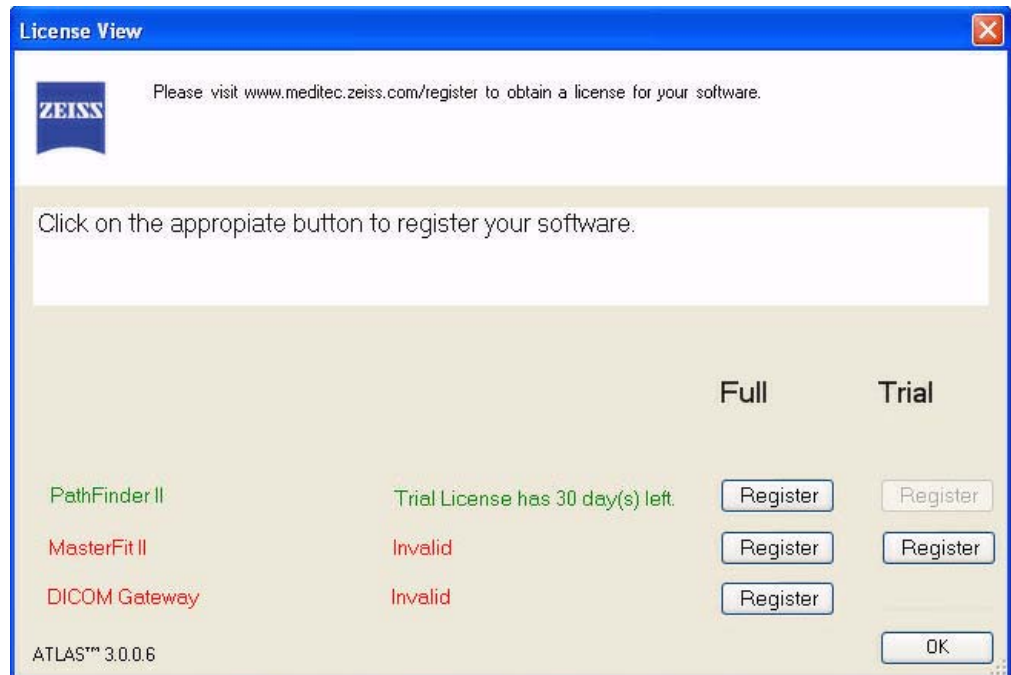 License View
ZEISS
Please visit www.meditec.zeiss.com/register to obtain a license for your software.
Click on the appropiate button to register your software.
Full Trial
PathFinder II Trial License has 30 day(s) left. Register Register
MasterFit II Invalid Register Register
DICOM Gateway Invalid Register
ATLAS™ 3.0.0.6 OK